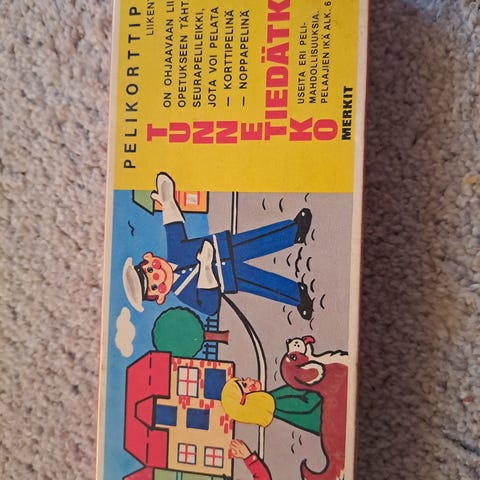 PELIKORTTIP
LIIKEN
ON OHJAAVAAN LII
OPETUKSEEN TÄHT
SEURAPELILEIKKI,
JOTA VOI PELATA
— KORTTIPELINÄ
— NOPPAPELINÄ
TUNNETKO
TIEDÄTK
USEITA ERI PELI-
MAHDOLLISUUKSIA.
PELAAJIEN IKÄ ALK. 6
MERKIT